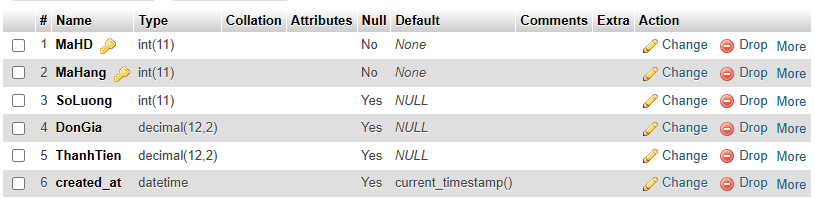 # Name Type Collation Attributes Null Default Comments Extra Action
1 MaHD int(11) No None Change Drop More
2 MaHang int(11) No None Change Drop More
3 SoLuong int(11) Yes NULL Change Drop More
4 DonGia decimal(12,2) Yes NULL Change Drop More
5 ThanhTien decimal(12,2) Yes NULL Change Drop More
6 created_at datetime Yes current_timestamp() Change Drop More